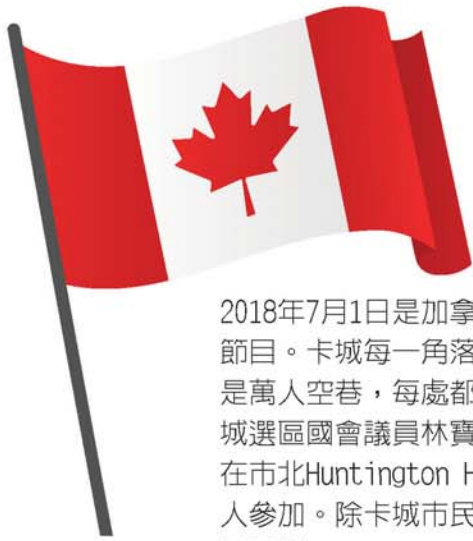 2018年7月1日是加拿
節目。卡城每一角落
是萬人空巷，每處都
城選區國會議員林寶
在市北Huntington H
人參加。除卡城市民